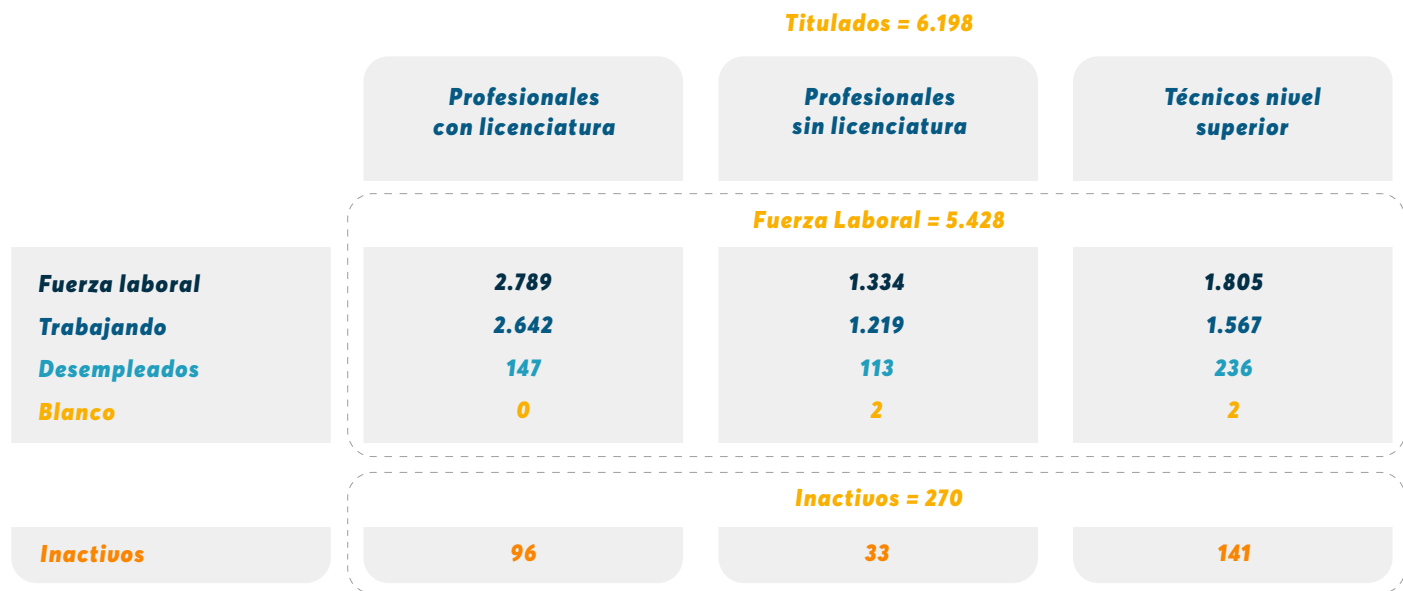 Titulados = 6.198
Profesionales
con licenciatura
Profesionales
sin licenciatura
Técnicos nivel
superior
Fuerza Laboral = 5.428
Fuerza laboral 2.789 1.334 1.805
Trabajando 2.642 1.219 1.567
Desempleados 147 113 236
Blanco 0 2 2
Inactivos = 270
Inactivos 96 33 141